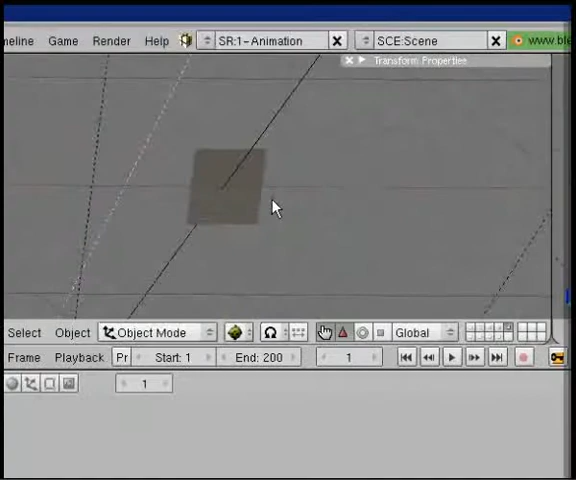 meline Game Render Help SR:1-Animation SCE:Scene www.ble
Transform Properties
Select Object Object Mode Global
Frame Playback Pr Start: 1 End: 200 1
1